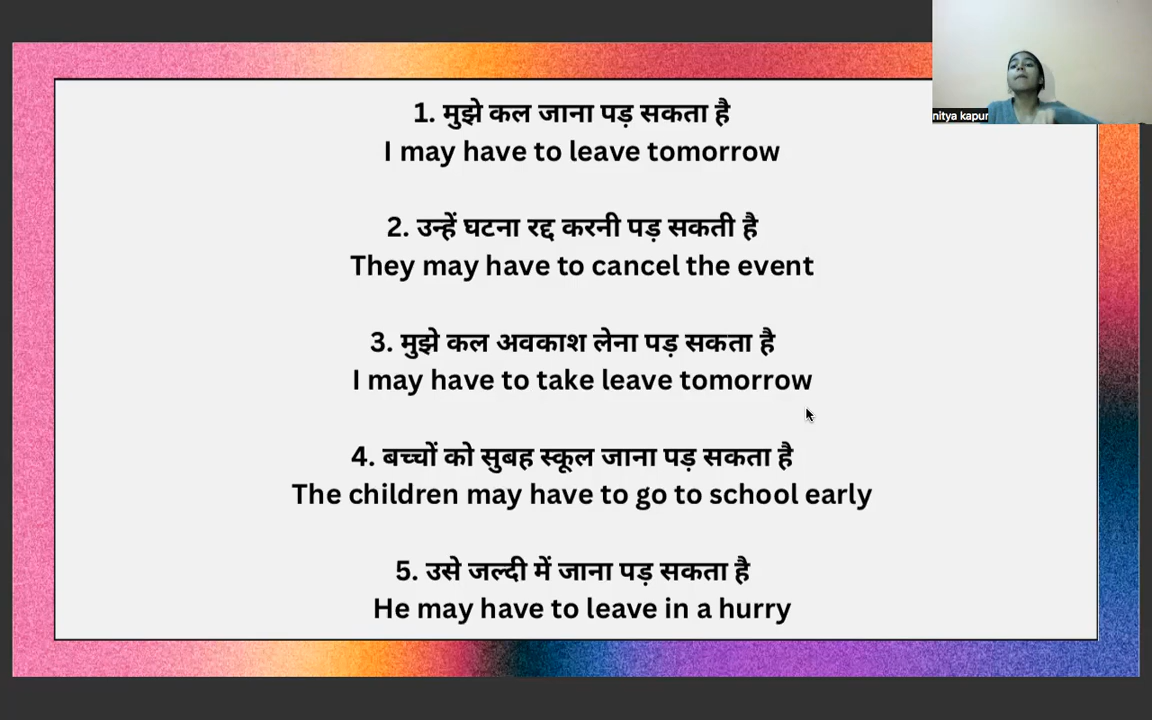 nitya kapur
1. मुझे कल जाना पड़ सकता है
I may have to leave tomorrow
2. उन्हें घटना रद्द करनी पड़ सकती है
They may have to cancel the event
3. मुझे कल अवकाश लेना पड़ सकता है
I may have to take leave tomorrow
4. बच्चों को सुबह स्कूल जाना पड़ सकता है
The children may have to go to school early
5. उसे जल्दी में जाना पड़ सकता है
He may have to leave in a hurry